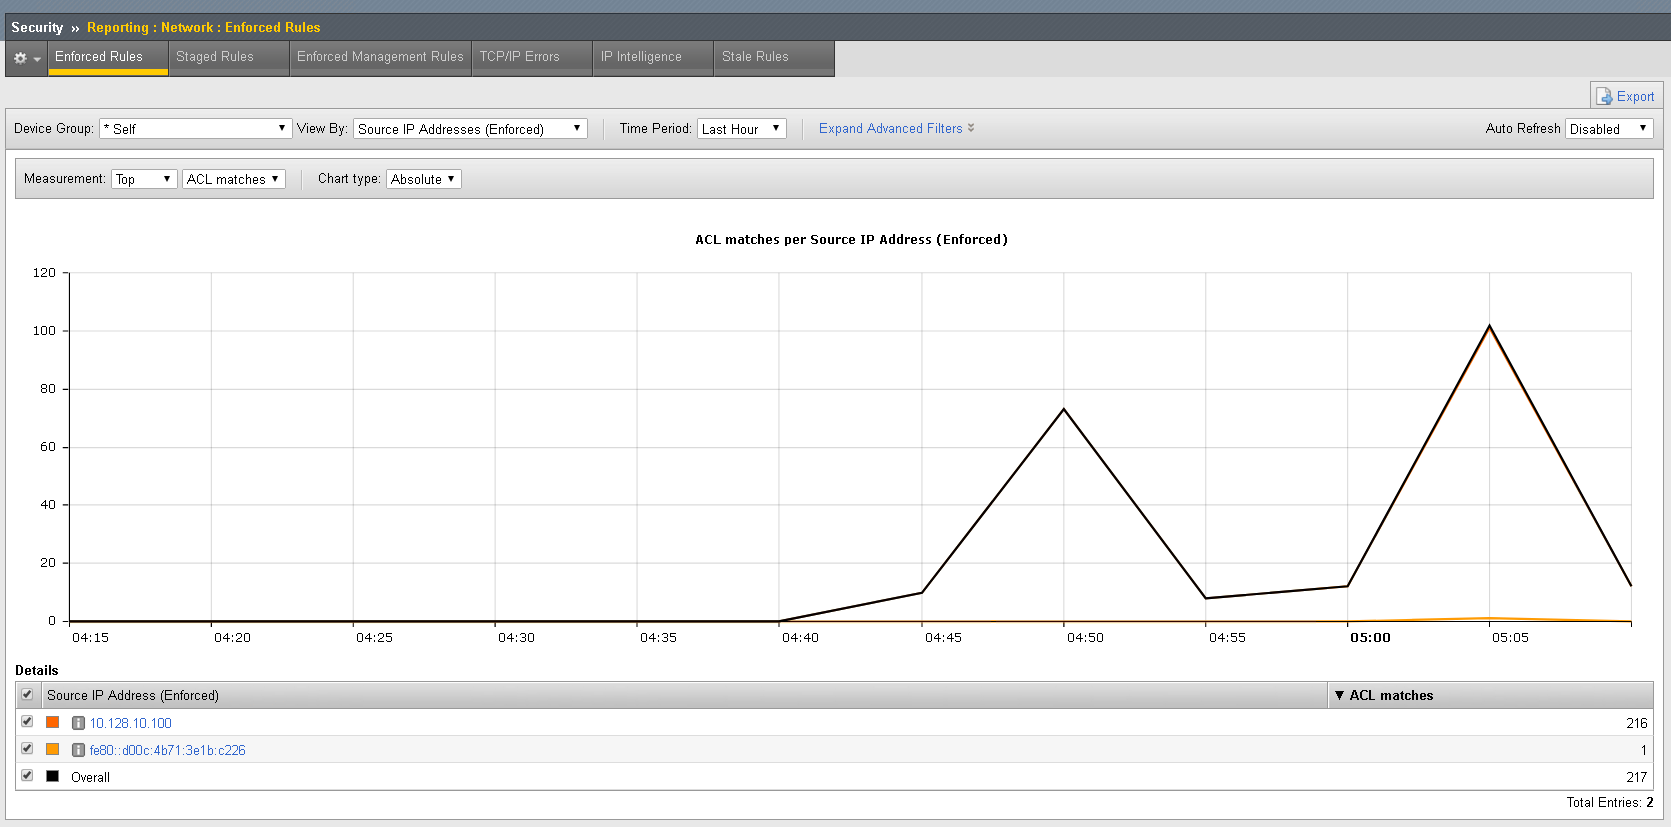 Security » Reporting : Network : Enforced Rules
Enforced Rules Staged Rules Enforced Management Rules TCP/IP Errors IP Intelligence Stale Rules
Export
Device Group: * Self View By: Source IP Addresses (Enforced) Time Period: Last Hour Expand Advanced Filters Auto Refresh Disabled
Measurement: Top ACL matches Chart type: Absolute
ACL matches per Source IP Address (Enforced)
120
100
80
60
40
20
0
04:15 04:20 04:25 04:30 04:35 04:40 04:45 04:50 04:55 05:00 05:05
Details
Source IP Address (Enforced) ▼ ACL matches
10.128.10.100 216
fe80::d00c:4b71:3e1b:c226 1
Overall 217
Total Entries: 2